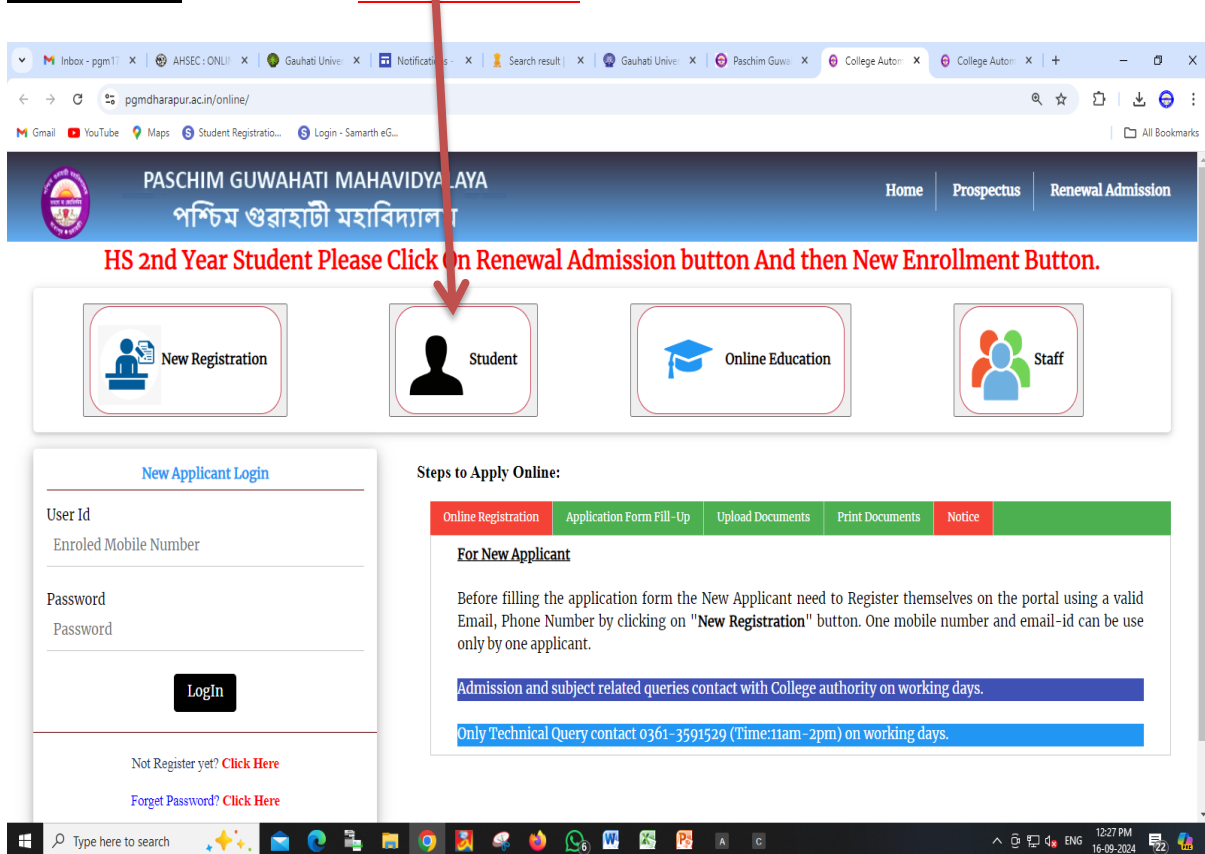 Inbox - pgm17
AHSEC : ONLI
Gauhati Univer
Notifications -
Search result |
Gauhati Univer
Paschim Guwa
College Autom
College Autom
pgmdharapur.ac.in/online/
Gmail YouTube Maps Student Registratio... Login - Samarth eG...
All Bookmarks
PASCHIM GUWAHATI MAHAVIDYALAYA
পশ্চিম গুৱাহাটী মহাবিদ্যালয়
Home Prospectus Renewal Admission
HS 2nd Year Student Please Click On Renewal Admission button And then New Enrollment Button.
New Registration
Student
Online Education
Staff
New Applicant Login
User Id
Enroled Mobile Number
Password
Password
LogIn
Not Register yet? Click Here
Forget Password? Click Here
Steps to Apply Online:
Online Registration Application Form Fill-Up Upload Documents Print Documents Notice
For New Applicant
Before filling the application form the New Applicant need to Register themselves on the portal using a valid
Email, Phone Number by clicking on "New Registration" button. One mobile number and email-id can be use
only by one applicant.
Admission and subject related queries contact with College authority on working days.
Only Technical Query contact 0361-3591529 (Time:11am-2pm) on working days.
Type here to search
6
A
C
ENG
12:27 PM
16-09-2024
22